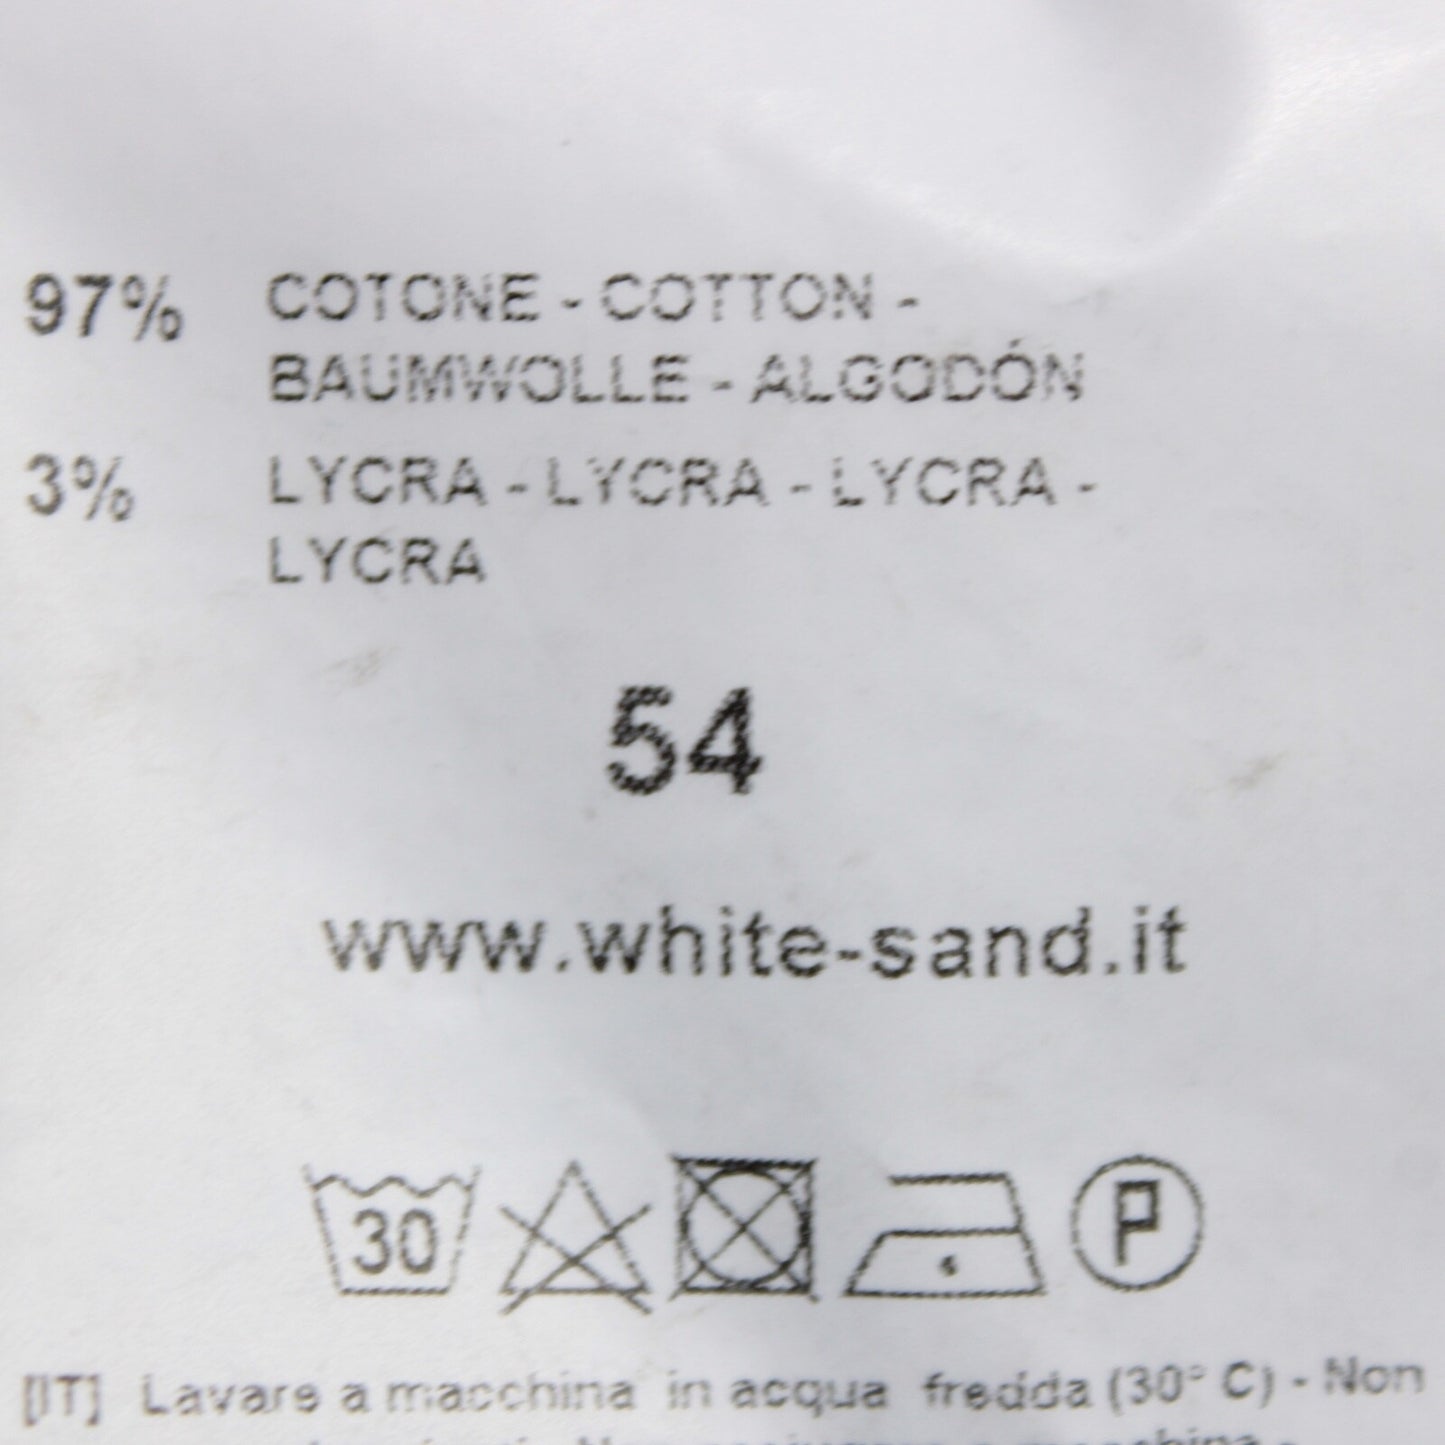 97% COTONE - COTTON -
BAUMWOLLE - ALGODÓN
3% LYCRA - LYCRA - LYCRA -
LYCRA
54
www.white-sand.it
30 P
[IT] Lavare a macchina in acqua fredda (30° C) - Non
macchina -